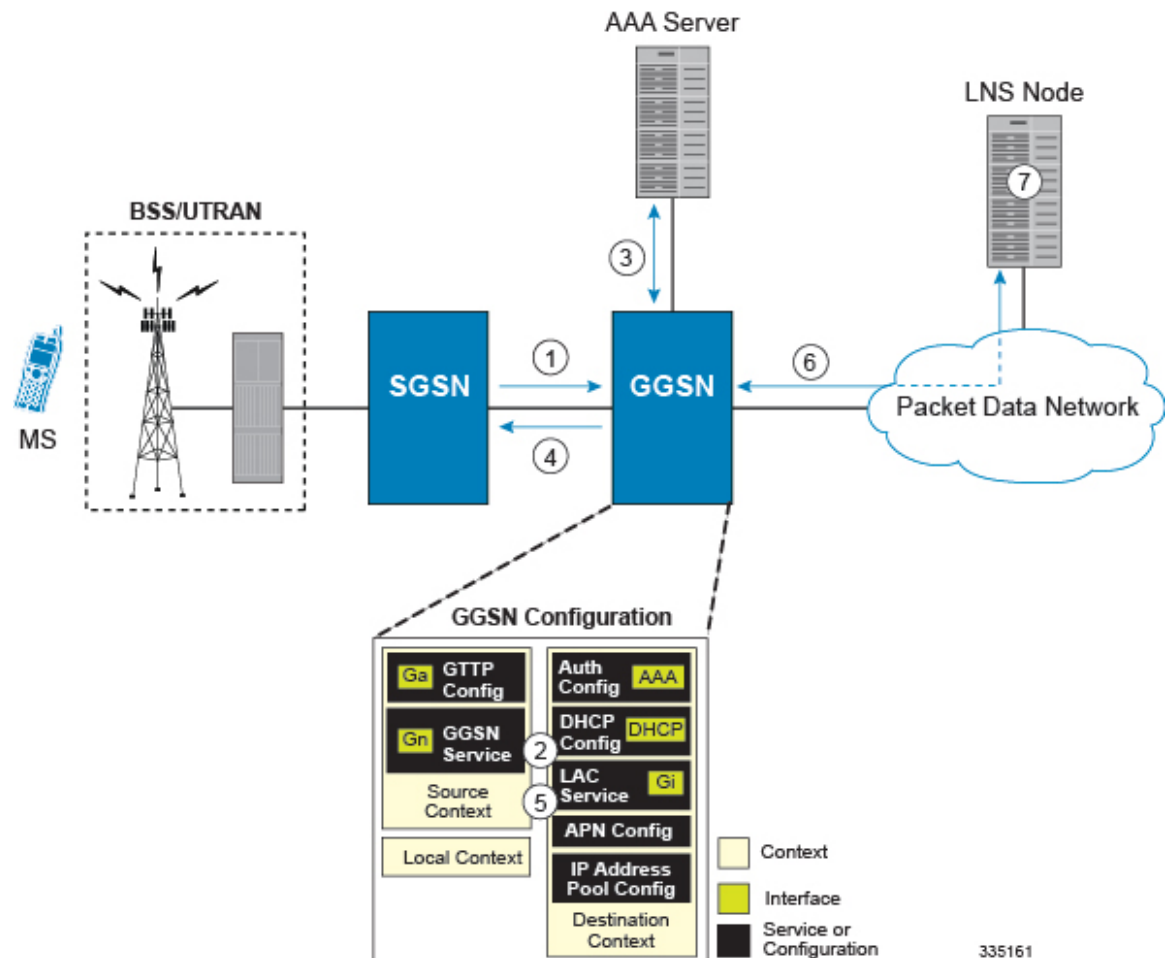 AAA Server
LNS Node
7
BSS/UTRAN
3
MS
SGSN
1
GGSN
6
Packet Data Network
4
GGSN Configuration
Ga
GTTP
Config
Gn
GGSN
Service
Source
Context
Local Context
2
5
Auth
Config
AAA
DHCP
Config
DHCP
LAC
Service
Gi
APN Config
IP Address
Pool Config
Destination
Context
Context
Interface
Service or
Configuration
335161